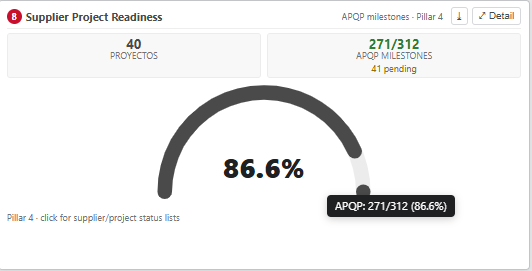 8 Supplier Project Readiness
APQP milestones · Pillar 4
Detail
40
PROYECTOS
271/312
APQP MILESTONES
41 pending
86.6%
APQP: 271/312 (86.6%)
Pillar 4 · click for supplier/project status lists